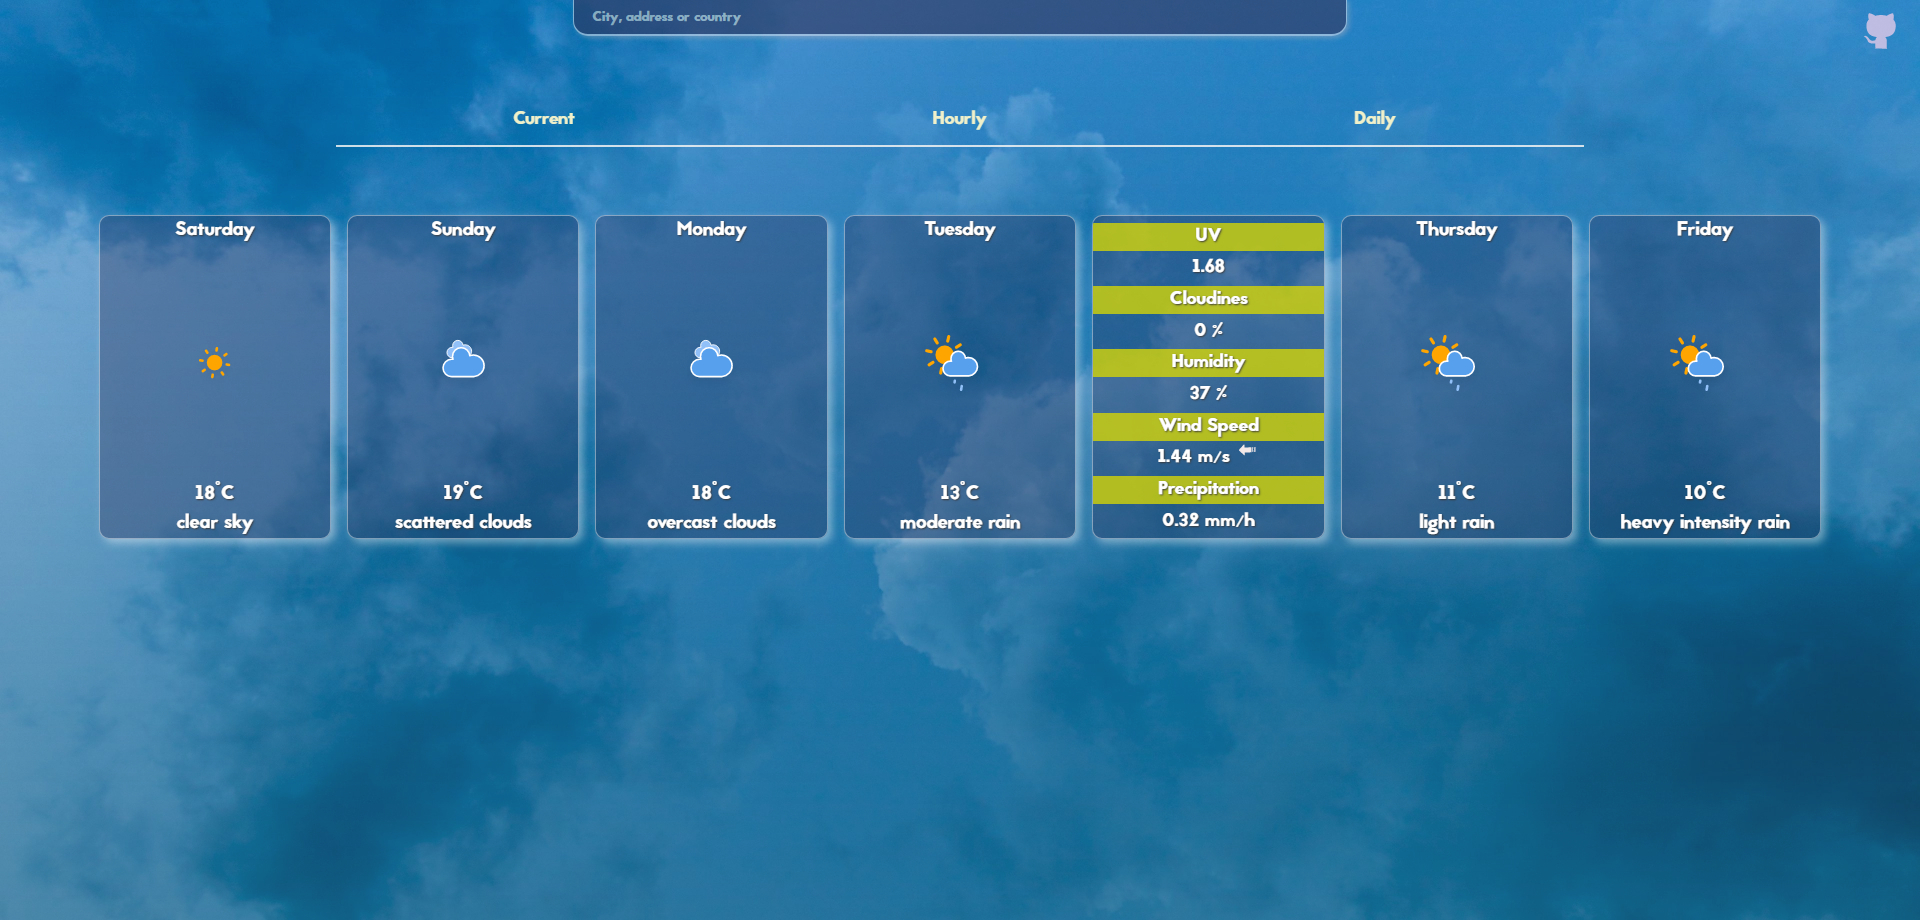 City, address or country
Current
Hourly
Daily
Saturday
18°C
clear sky
Sunday
19°C
scattered clouds
Monday
18°C
overcast clouds
Tuesday
13°C
moderate rain
UV
1.68
Cloudines
0 %
Humidity
37 %
Wind Speed
1.44 m/s
Precipitation
0.32 mm/h
Thursday
11°C
light rain
Friday
10°C
heavy intensity rain